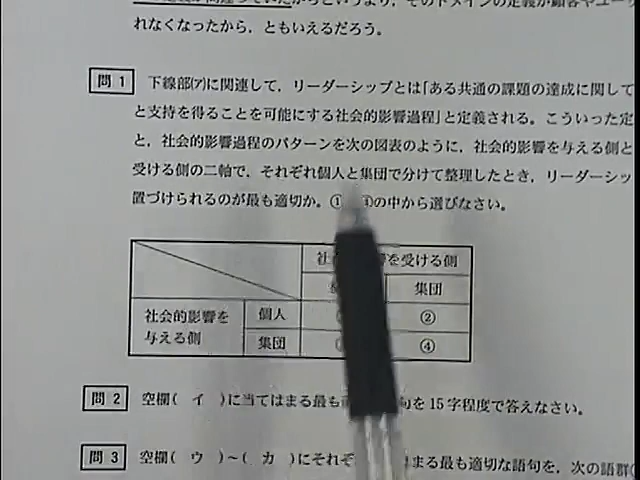 れなくなったから，ともいえるだろう。
問1 下線部(ア)に関連して，リーダーシップとは「ある共通の課題の達成に関して
と支持を得ることを可能にする社会的影響過程」と定義される。こういった定
と，社会的影響過程のパターンを次の図表のように，社会的影響を与える側と
受ける側の二軸で，それぞれ個人と集団で分けて整理したとき，リーダーシッ
置づけられるのが最も適切か。① の中から選びなさい。
社 を受ける側
集団
社会的影響を与える側
個人 ②
集団 ④
問2 空欄( イ )に当てはまる最も 句を15字程度で答えなさい。
問3 空欄( ウ )～( カ )にそれぞ まる最も適切な語句を，次の語群